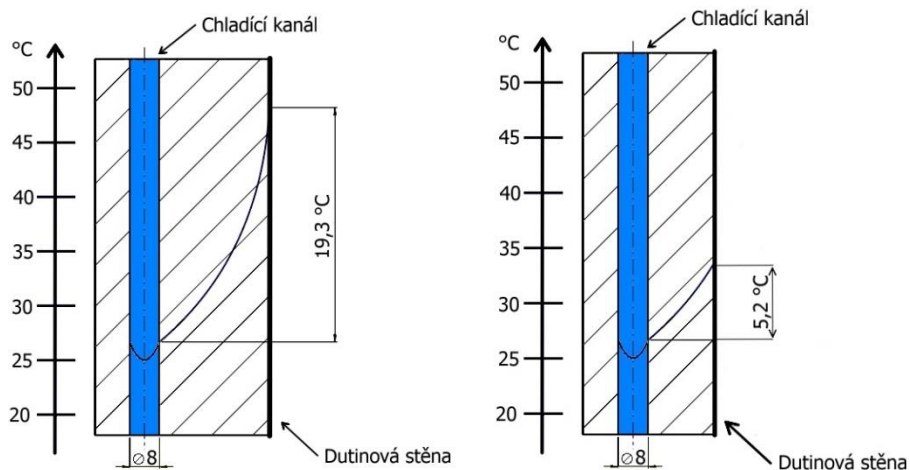 Chladící kanál
°C
50
45
40
35
30
25
20
19,3 °C
⌀8
Dutinová stěna
Chladící kanál
°C
50
45
40
35
30
25
20
5,2 °C
⌀8
Dutinová stěna